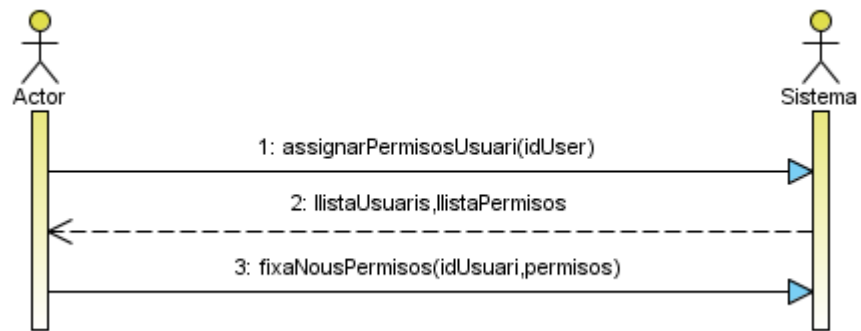 Actor
Sistema
1: assignarPermisosUsuari(idUser)
2: llistaUsuaris,llistaPermisos
3: fixaNousPermisos(idUsuari,permisos)